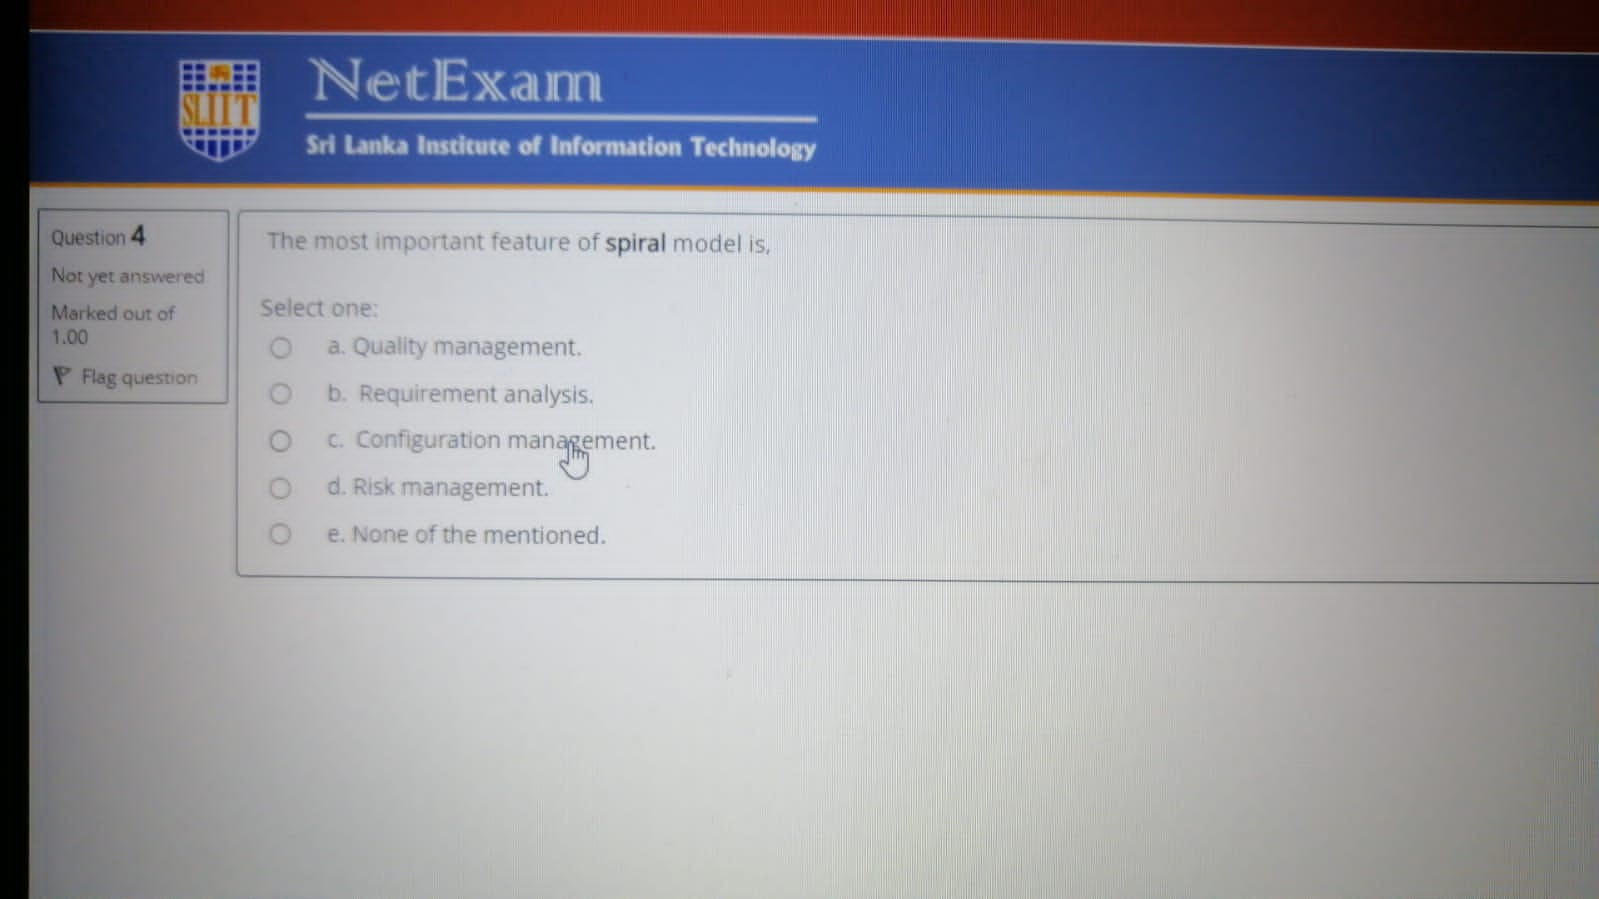 SLIIT
NetExam
Sri Lanka Institute of Information Technology
Question 4
Not yet answered
Marked out of
1.00
Flag question
The most important feature of spiral model is,
Select one:
a. Quality management.
b. Requirement analysis.
c. Configuration management.
d. Risk management.
e. None of the mentioned.